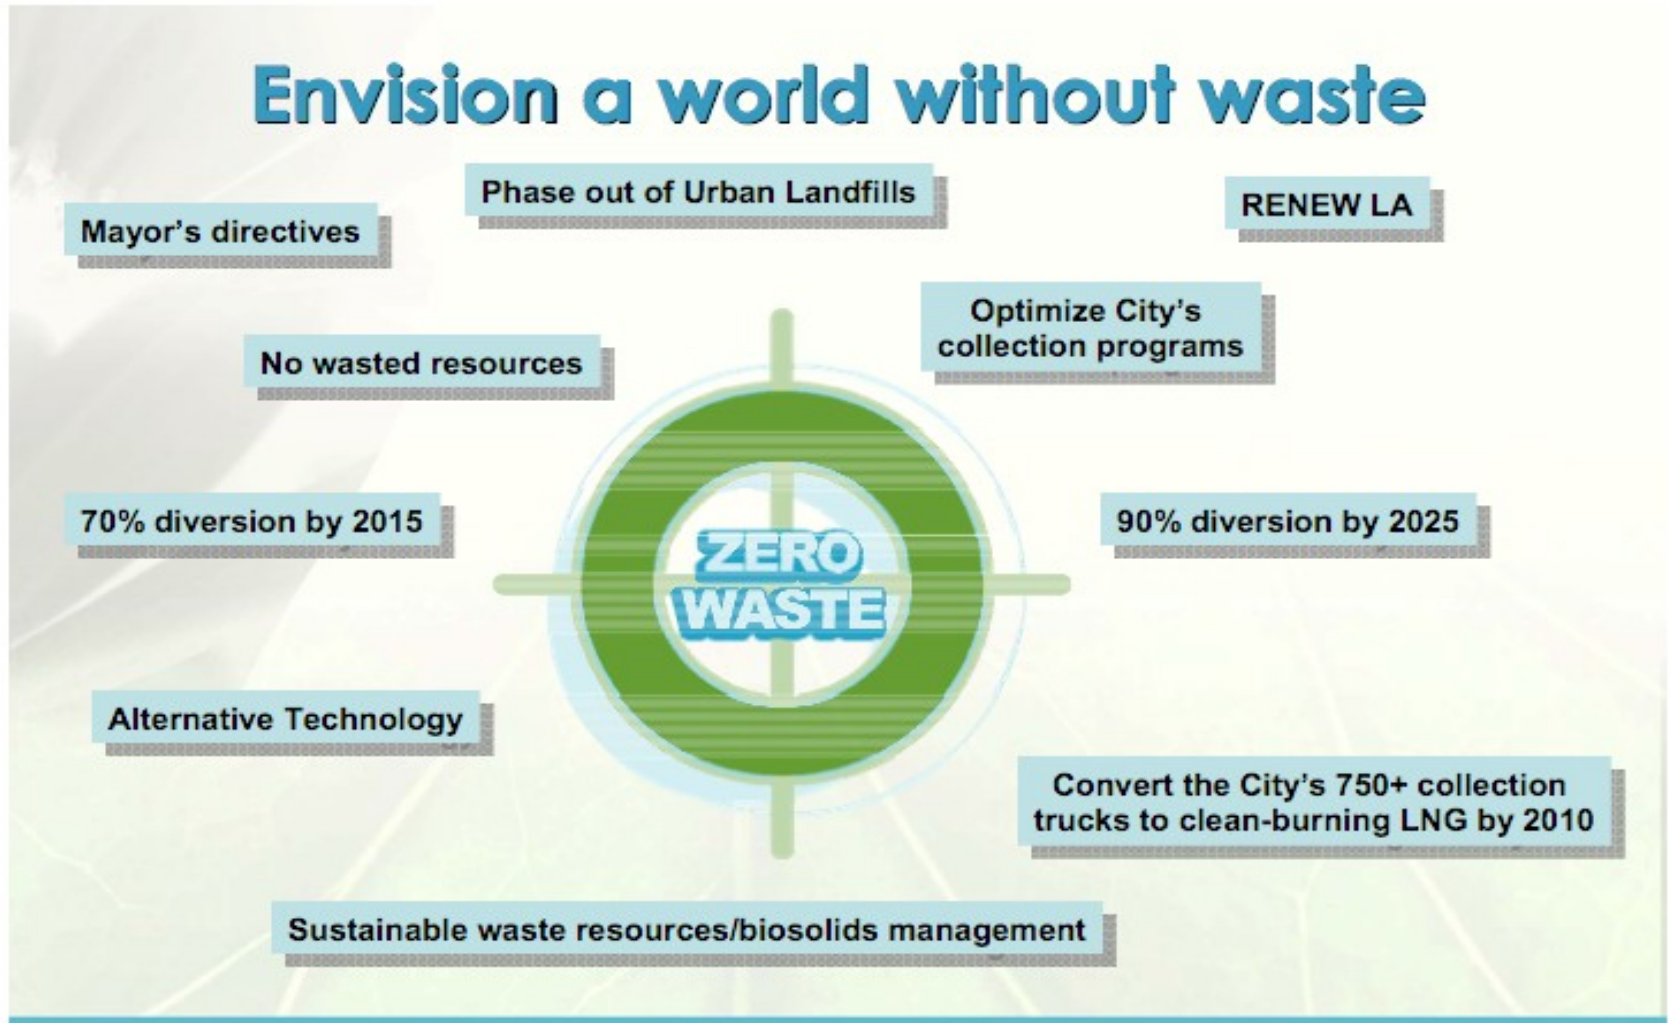 Envision a world without waste
Phase out of Urban Landfills
RENEW LA
Mayor's directives
Optimize City's
collection programs
No wasted resources
70% diversion by 2015
90% diversion by 2025
ZERO
WASTE
Alternative Technology
Convert the City's 750+ collection
trucks to clean-burning LNG by 2010
Sustainable waste resources/biosolids management